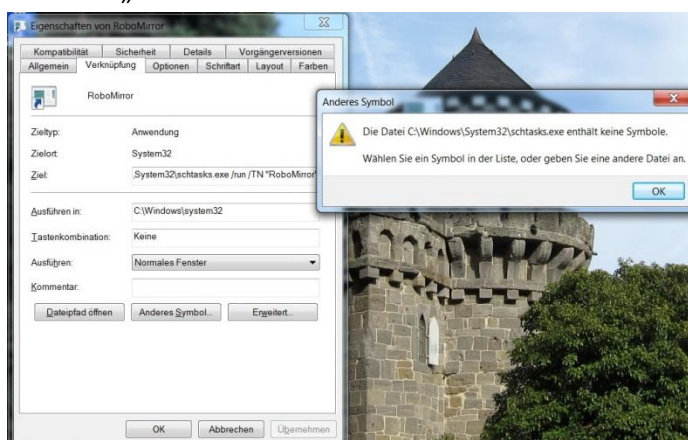 „
Eigenschaften von RoboMirror
Kompatibilität Sicherheit Details Vorgängerversionen
Allgemein Verknüpfung Optionen Schriftart Layout Farben
RoboMirror
Zieltyp: Anwendung
Zielort: System32
Ziel: System32\schtasks.exe /run /TN "RoboMirror"
Ausführen in: C:\Windows\system32
Tastenkombination: Keine
Ausführen: Normales Fenster
Kommentar:
Dateipfad öffnen Anderes Symbol... Erweitert...
OK Abbrechen Übernehmen
Anderes Symbol
Die Datei C:\Windows\System32\schtasks.exe enthält keine Symbole.
Wählen Sie ein Symbol in der Liste, oder geben Sie eine andere Datei an.
OK